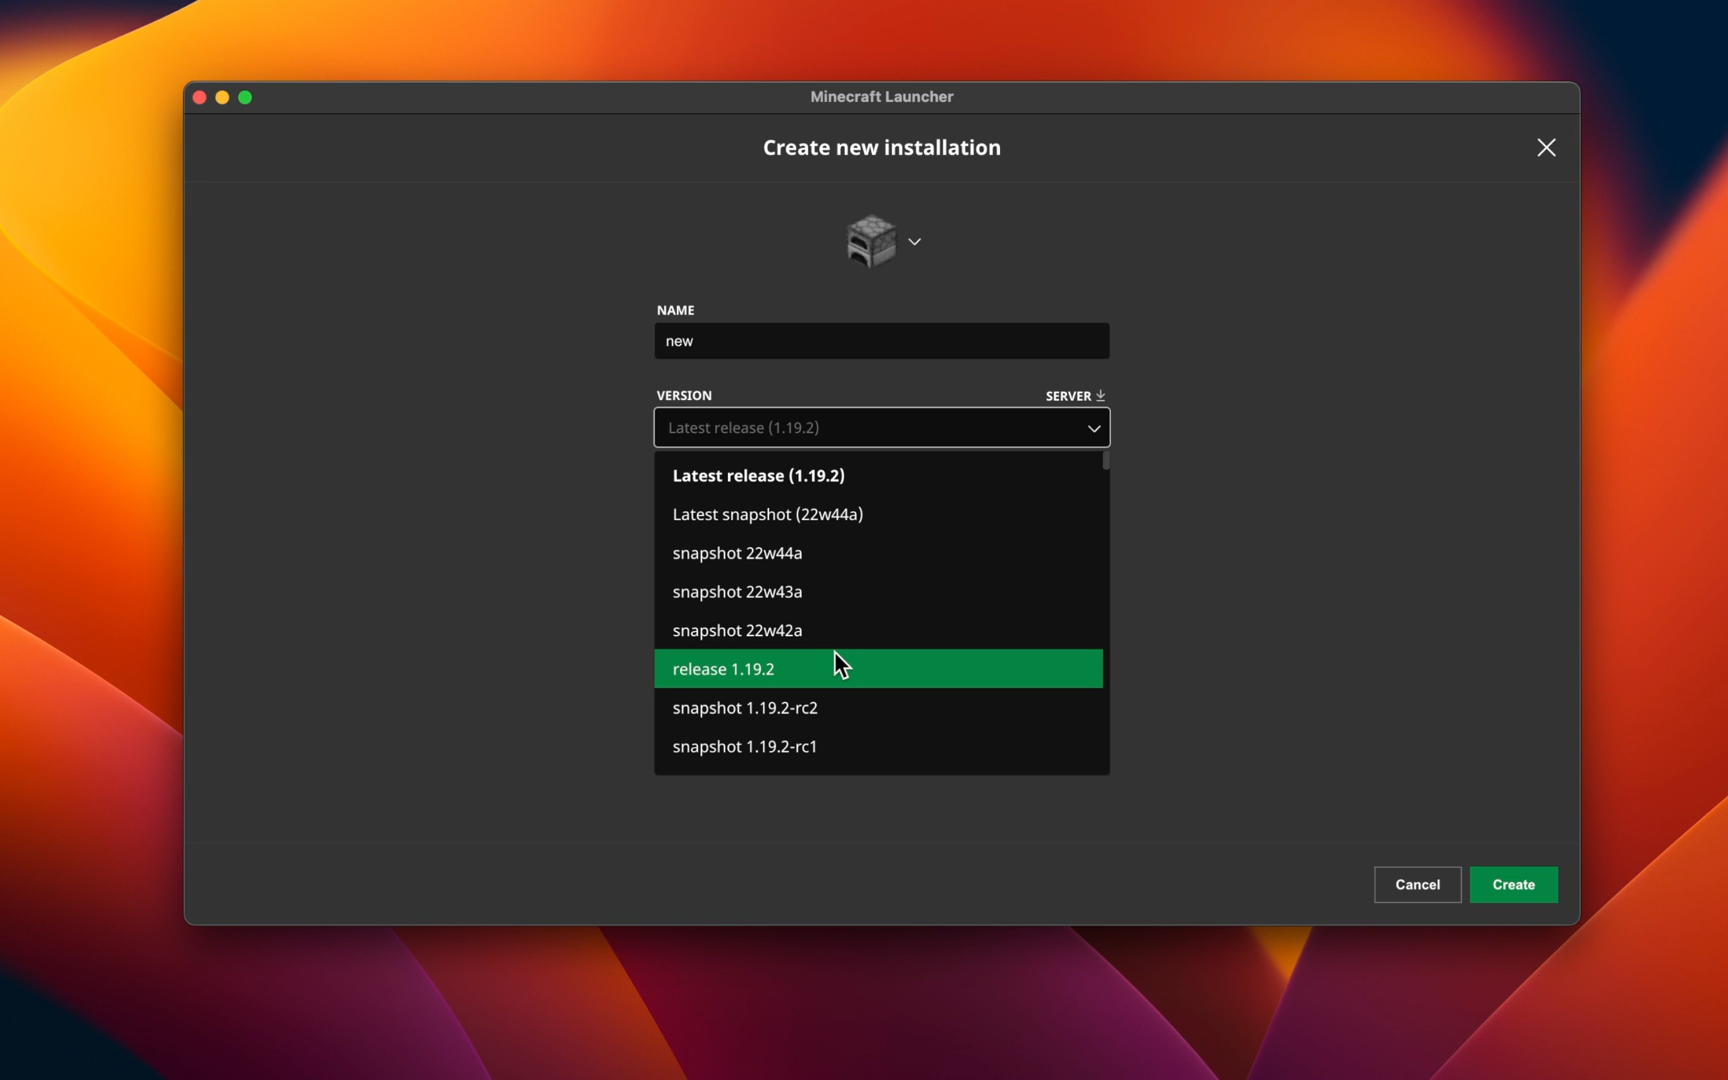 Minecraft Launcher
Create new installation
NAME
new
VERSION
SERVER
Latest release (1.19.2)
Latest release (1.19.2)
Latest snapshot (22w44a)
snapshot 22w44a
snapshot 22w43a
snapshot 22w42a
release 1.19.2
snapshot 1.19.2-rc2
snapshot 1.19.2-rc1
Cancel
Create